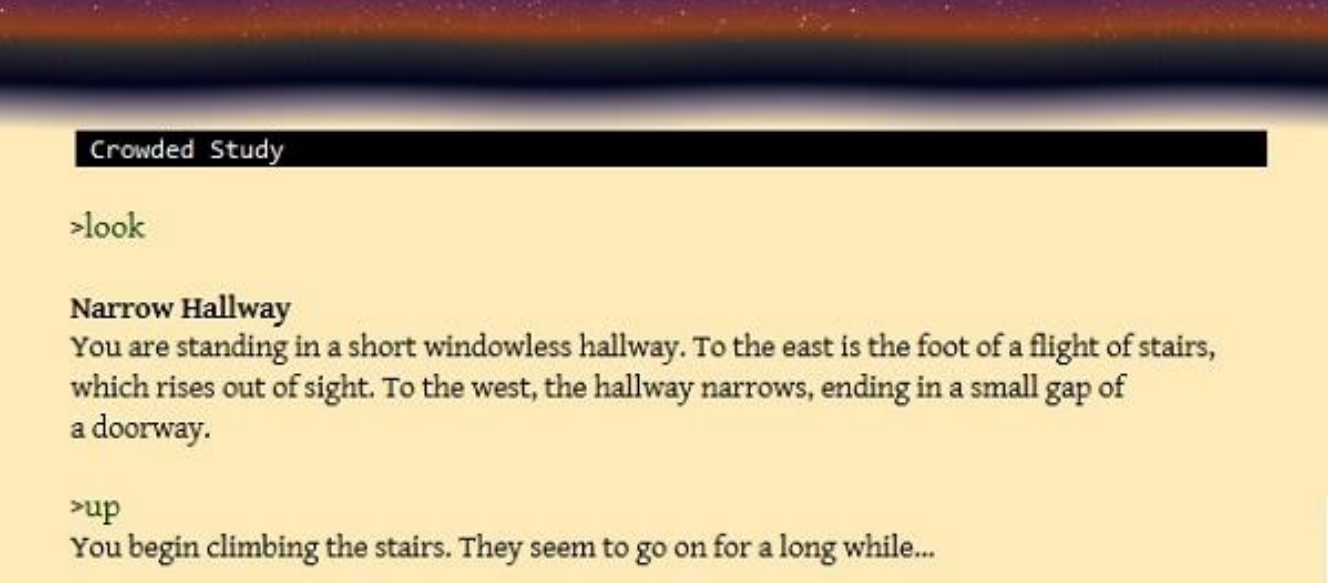 Crowded Study
>look
Narrow Hallway
You are standing in a short windowless hallway. To the east is the foot of a flight of stairs,
which rises out of sight. To the west, the hallway narrows, ending in a small gap of
a doorway.
>up
You begin climbing the stairs. They seem to go on for a long while...